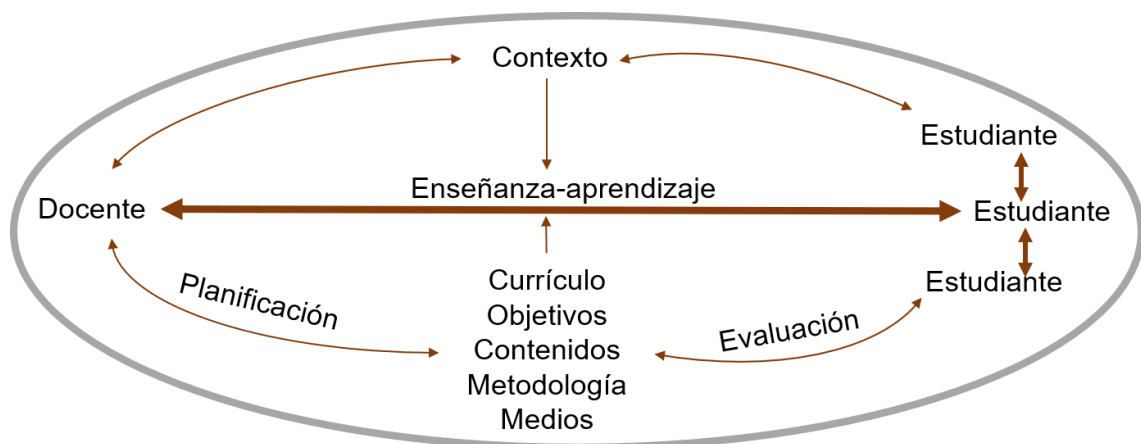 Contexto
Estudiante
Enseñanza-aprendizaje
Docente
Estudiante
Estudiante
Planificación
Currículo
Objetivos
Contenidos
Metodología
Medios
Evaluación